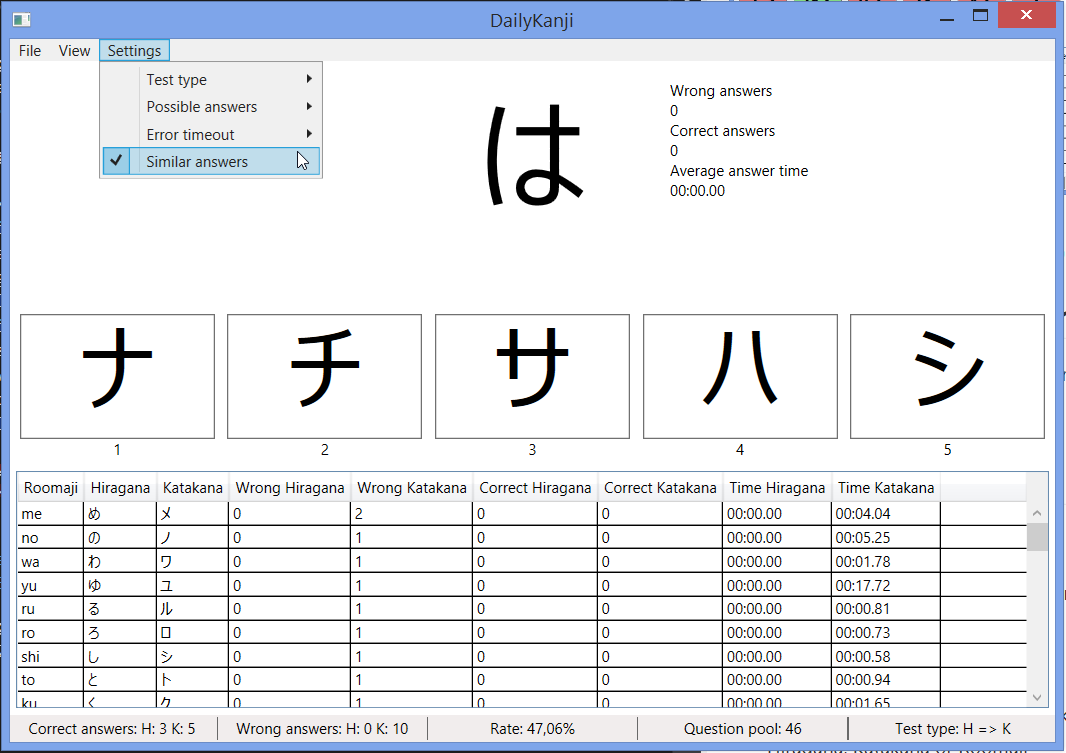 DailyKanji
File View Settings
Test type
Possible answers
Error timeout
Similar answers
は
Wrong answers
0
Correct answers
0
Average answer time
00:00.00
ナ チ サ ハ シ
1 2 3 4 5
Roomaji Hiragana Katakana Wrong Hiragana Wrong Katakana Correct Hiragana Correct Katakana Time Hiragana Time Katakana
me め メ 0 2 0 0 00:00.00 00:04.04
no の ノ 0 1 0 0 00:00.00 00:05.25
wa わ ワ 0 1 0 0 00:00.00 00:01.78
yu ゆ ユ 0 1 0 0 00:00.00 00:17.72
ru る ル 0 1 0 0 00:00.00 00:00.81
ro ろ ロ 0 1 0 0 00:00.00 00:00.73
shi し シ 0 1 0 0 00:00.00 00:00.58
to と ト 0 1 0 0 00:00.00 00:00.94
ku く ク 0 1 0 0 00:00.00 00:01.65
Correct answers: H: 3 K: 5 Wrong answers: H: 0 K: 10 Rate: 47,06% Question pool: 46 Test type: H => K